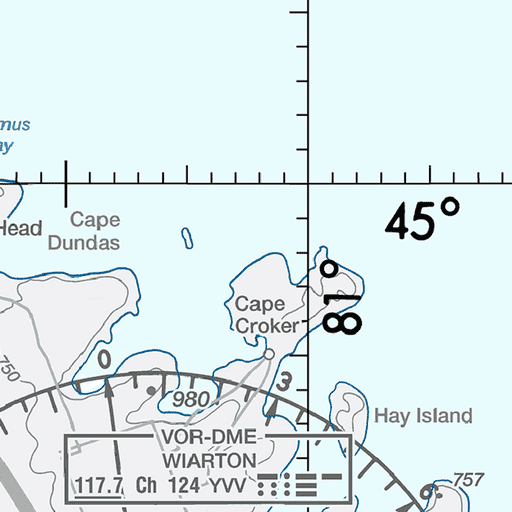 45°
Head
Cape
Dundas
81°
Cape
Croker
750
0
3
980
Hay Island
VOR-DME
WIARTON
117.7 Ch 124 YVV
757
6